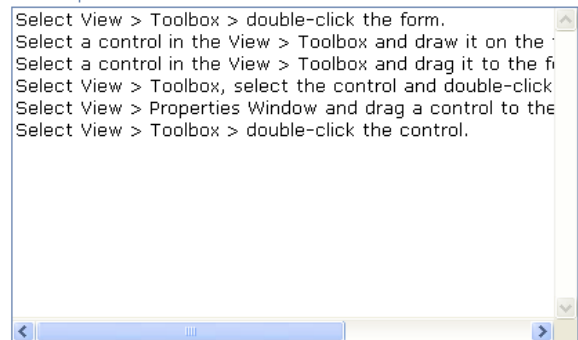 Select View > Toolbox > double-click the form.
Select a control in the View > Toolbox and draw it on the
Select a control in the View > Toolbox and drag it to the
Select View > Toolbox, select the control and double-click
Select View > Properties Window and drag a control to the
Select View > Toolbox > double-click the control.